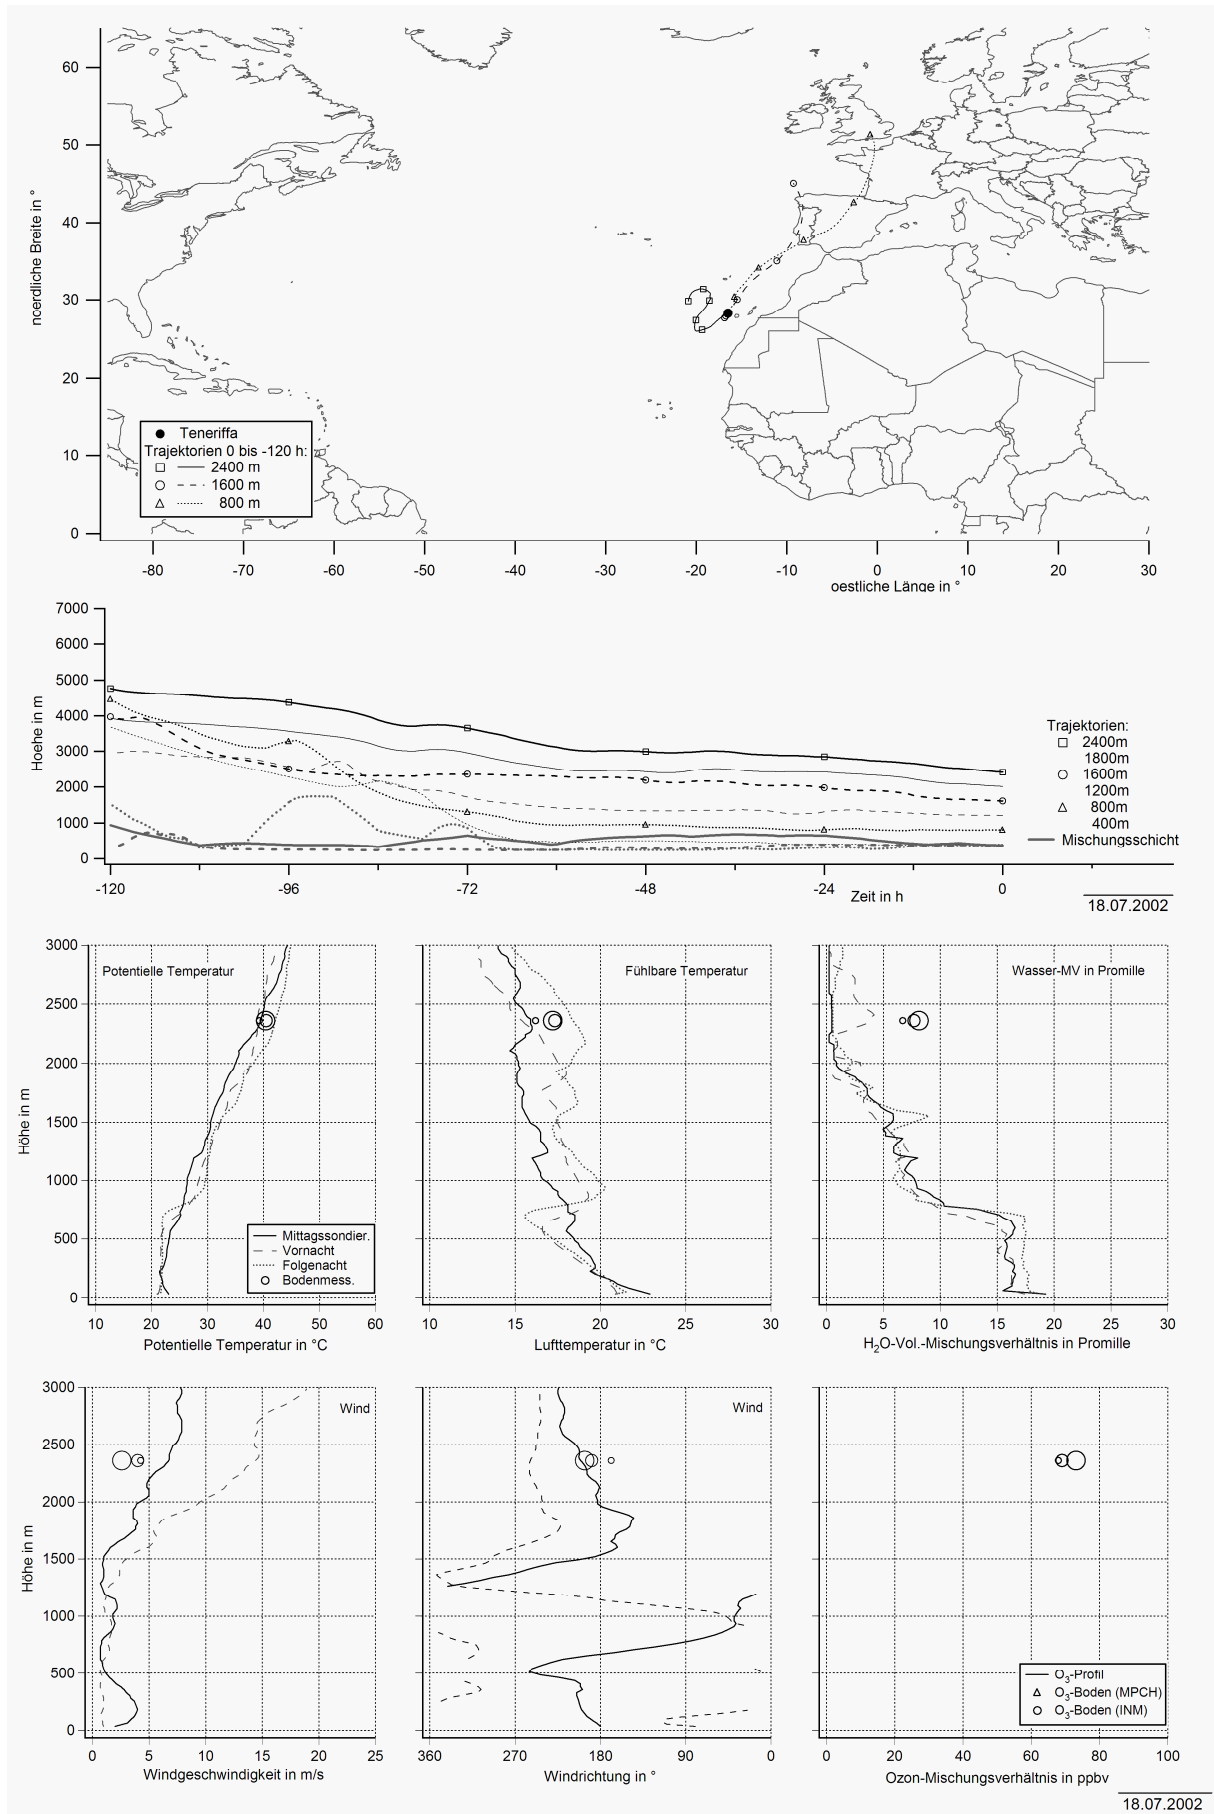 60
50
40
30
20
10
0
noerdliche Breite in °
Teneriffa
Trajektorien 0 bis -120 h:
2400 m
1600 m
800 m
-80 -70 -60 -50 -40 -30 -20 -10 0 10 20 30
oestliche Länge in °
7000
6000
5000
4000
3000
2000
1000
0
Hoehe in m
Trajektorien:
2400m
1800m
1600m
1200m
800m
400m
Mischungsschicht
-120 -96 -72 -48 -24 0
Zeit in h
18.07.2002
3000
2500
2000
1500
1000
500
0
Höhe in m
Potentielle Temperatur
Mittagssondier.
Vornacht
Folgenacht
Bodenmess.
10 20 30 40 50 60
Potentielle Temperatur in °C
Fühlbare Temperatur
10 15 20 25 30
Lufttemperatur in °C
Wasser-MV in Promille
0 5 10 15 20 25 30
H2O-Vol.-Mischungsverhältnis in Promille
3000
2500
2000
1500
1000
500
0
Höhe in m
Wind
0 5 10 15 20 25
Windgeschwindigkeit in m/s
Wind
360 270 180 90 0
Windrichtung in °
O3-Profil
O3-Boden (MPCH)
O3-Boden (INM)
0 20 40 60 80 100
Ozon-Mischungsverhältnis in ppbv
18.07.2002